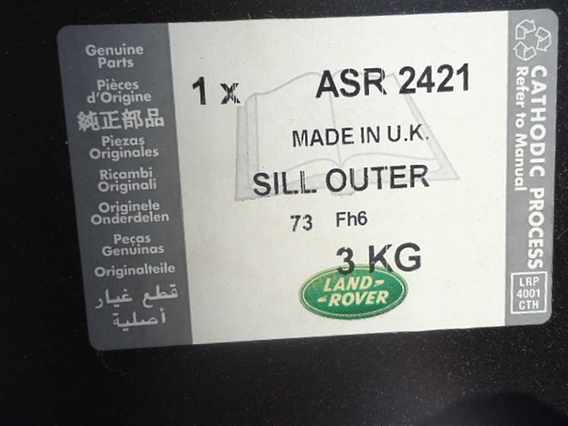 Genuine
Parts
Pièces
d'Origine
純正部品
Piezas
Originales
Ricambi
Originali
Originele
Onderdelen
Peças
Genuinas
Originalteile
قطع غيار
أصلية
1 x ASR 2421
MADE IN U.K.
SILL OUTER
73 Fh6
3 KG
LAND-
-ROVER
CATHODIC PROCESS
Refer to Manual
LRP
4001
CTH